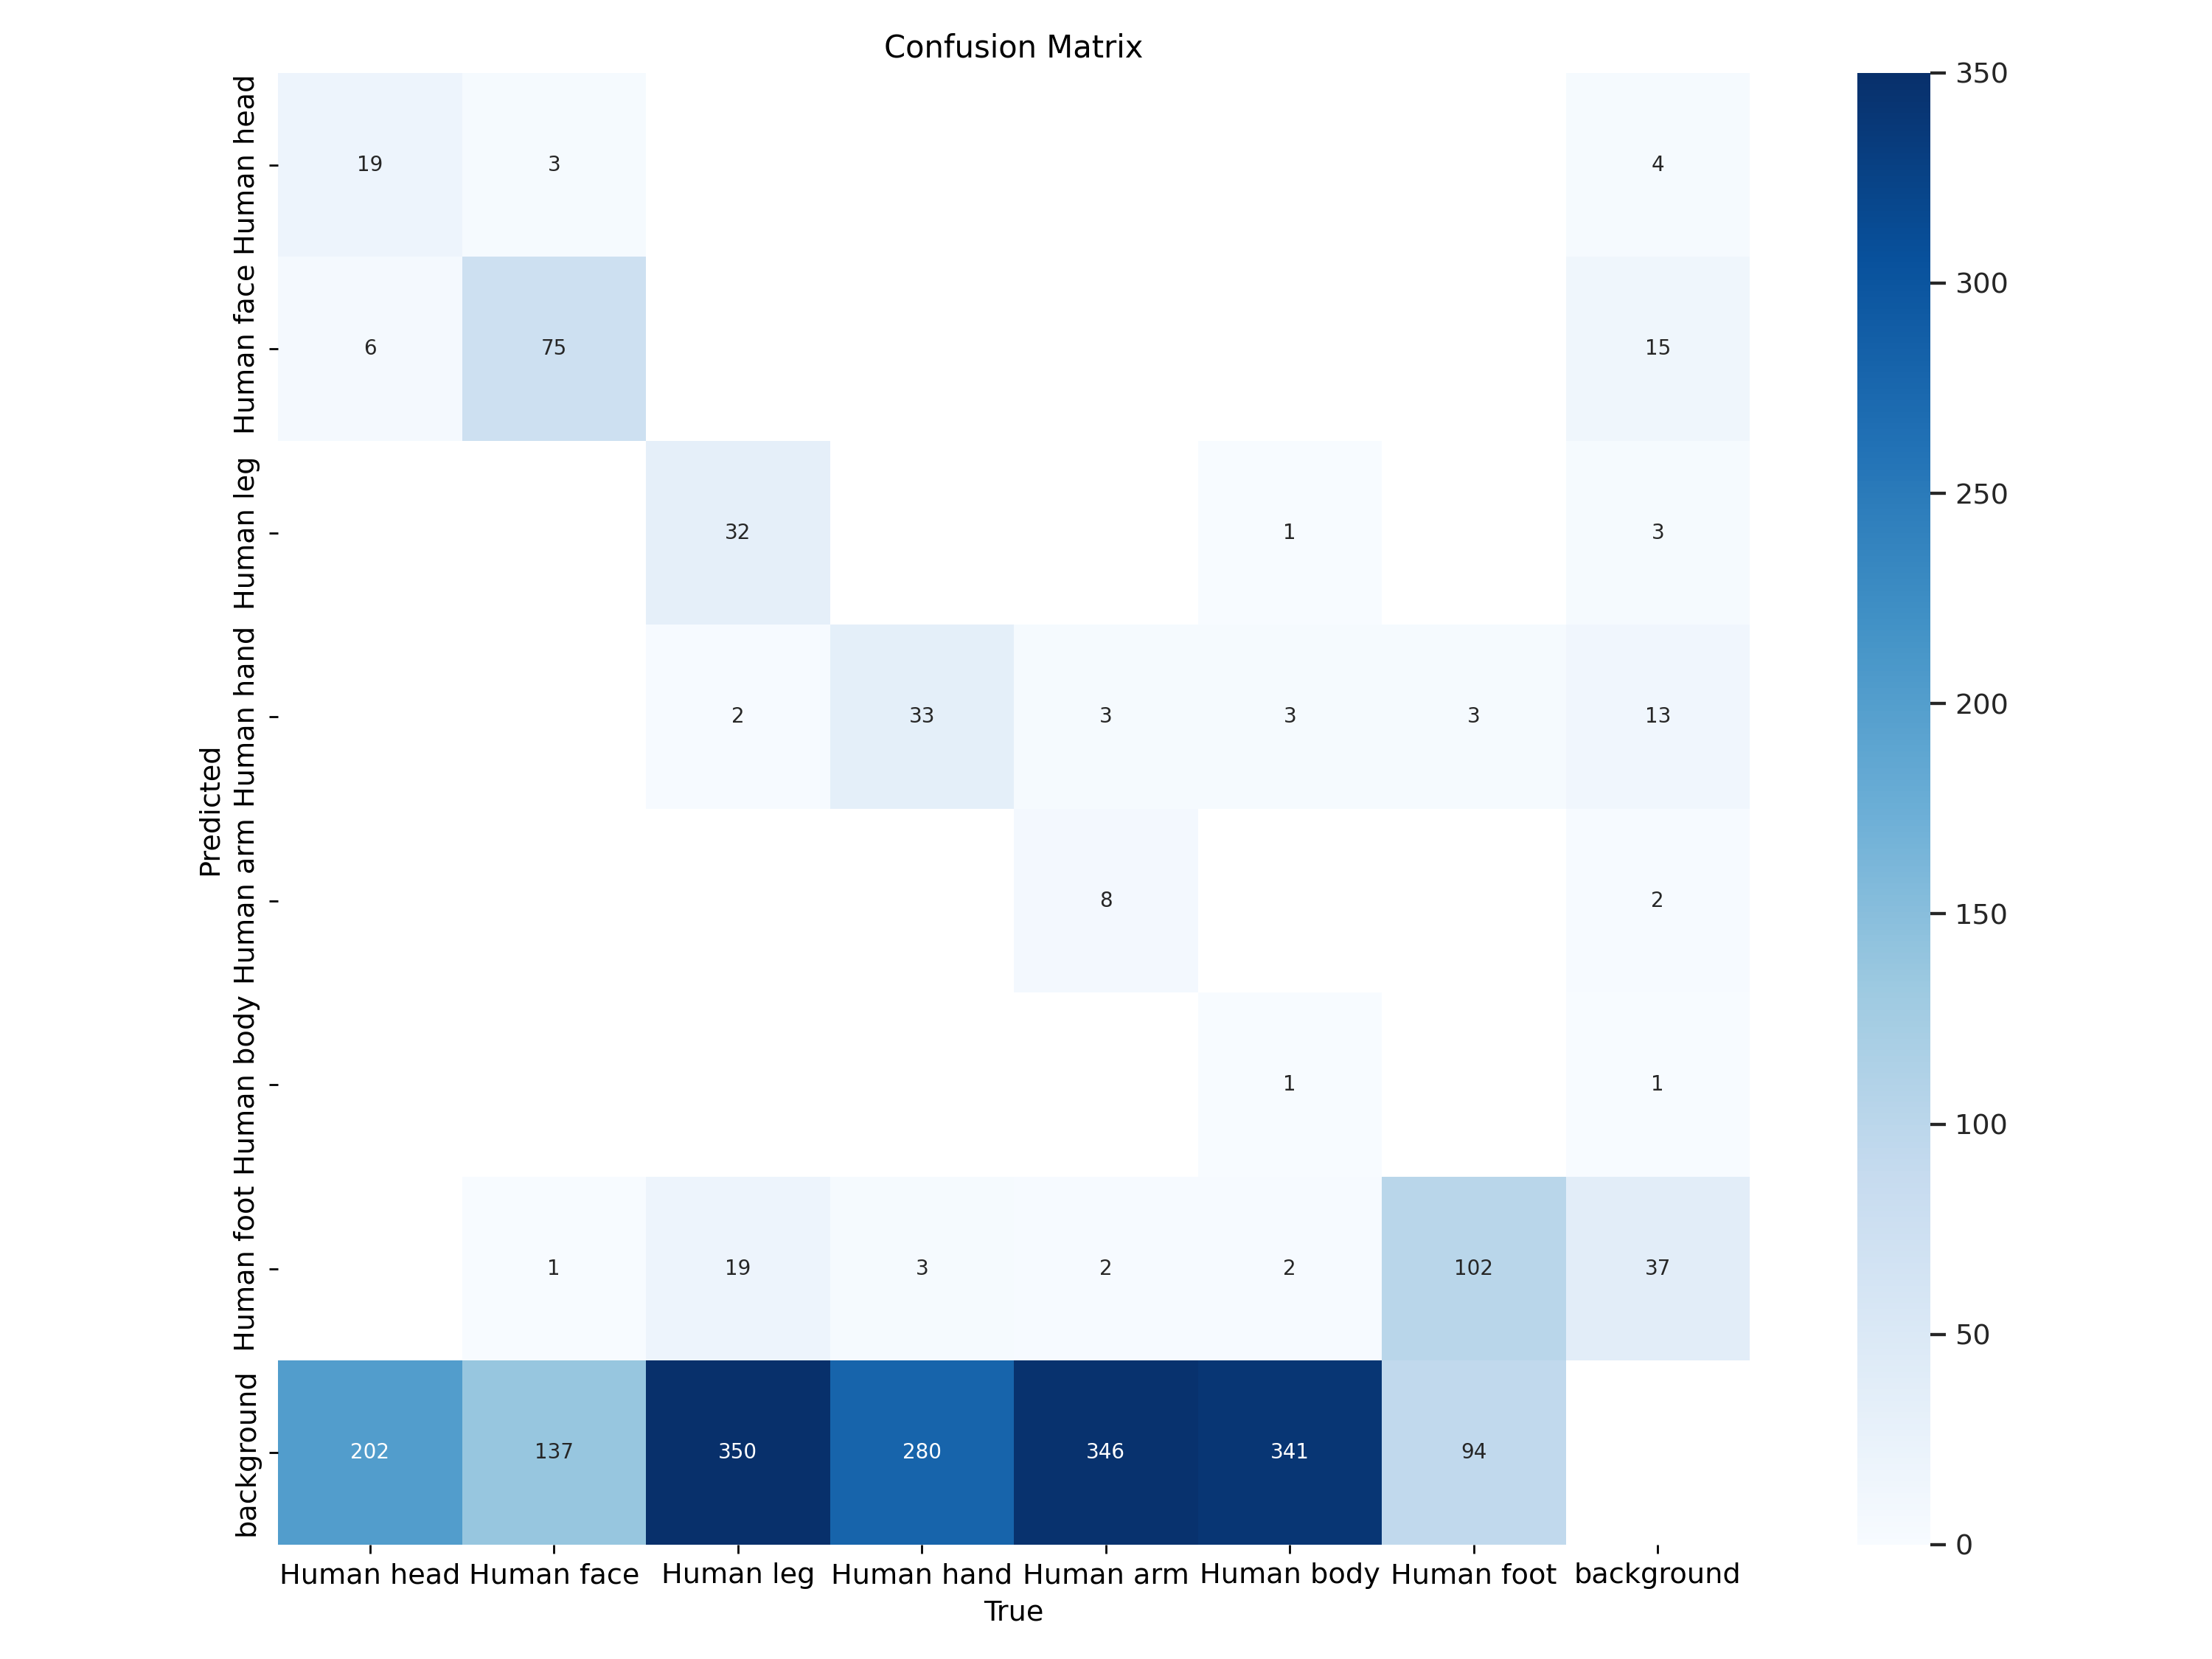 Confusion Matrix
Human head
19 3 4
Human face
6 75 15
Human leg
32 1 3
Human hand
2 33 3 3 3 13
Human arm
8 2
Human body
1 1
Human foot
1 19 3 2 2 102 37
background
202 137 350 280 346 341 94
Predicted
Human head Human face Human leg Human hand Human arm Human body Human foot background
True
350
300
250
200
150
100
50
0